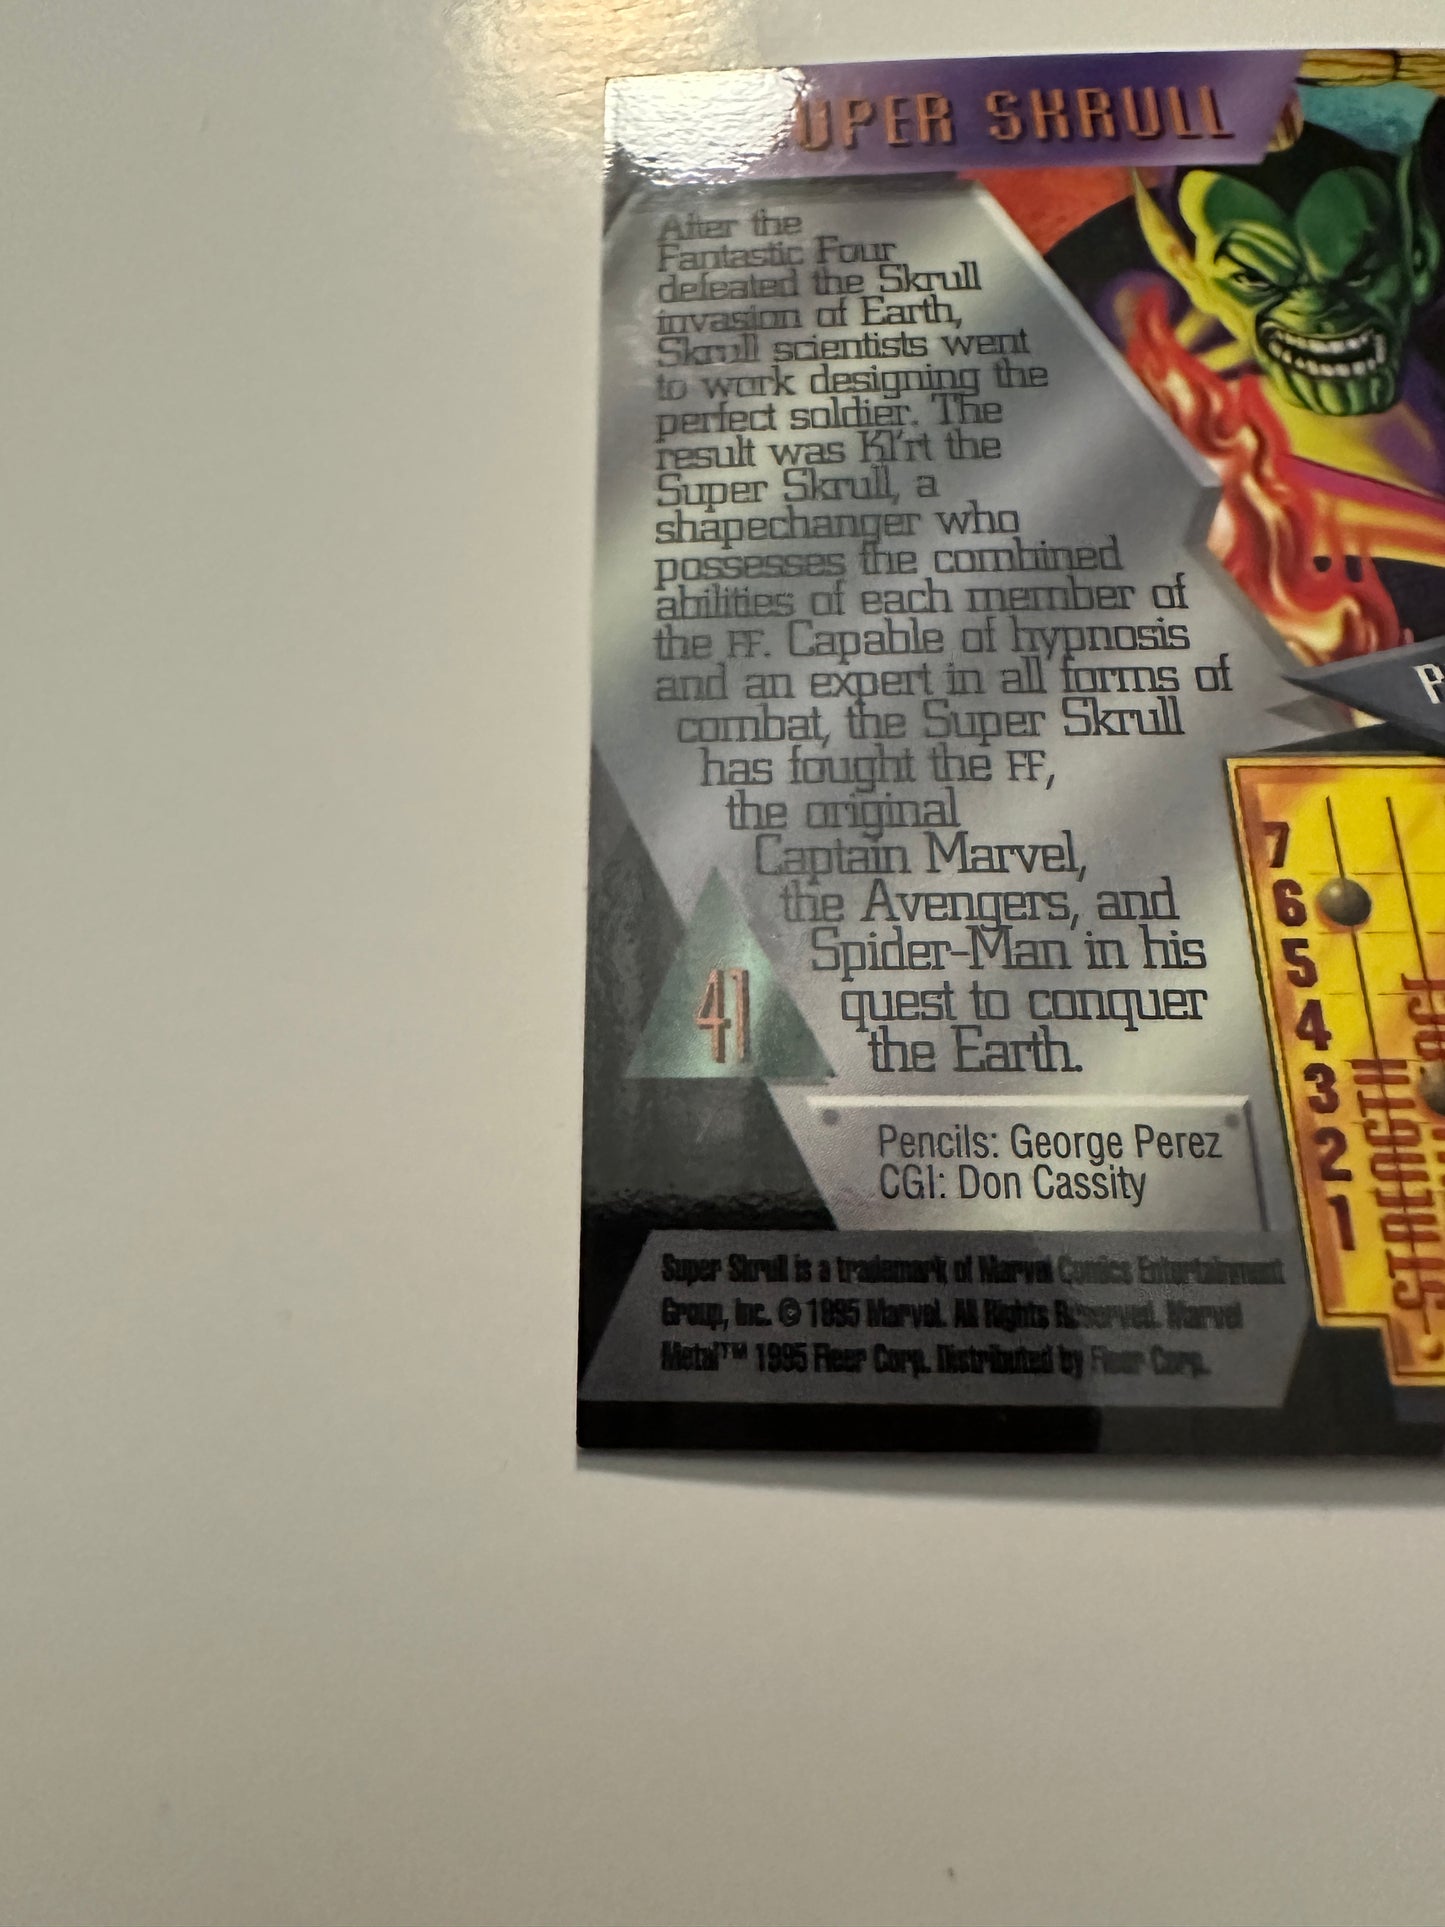 UPER SKRULL
After the
Fantastic Four
defeated the Skrull
invasion of Earth,
Skrull scientists went
to work designing the
perfect soldier. The
result was Kl'rt the
Super Skrull, a
shapechanger who
possesses the combined
abilities of each member of
the FF. Capable of hypnosis
and an expert in all forms of
combat, the Super Skrull
has fought the FF,
the original
Captain Marvel,
the Avengers, and
Spider-Man in his
quest to conquer
the Earth.
41
Pencils: George Perez
CGI: Don Cassity
Super Skrull is a trademark of Marvel Comics Entertainment
Group, Inc. © 1995 Marvel. All Rights Reserved. Marvel
Metal™ 1995 Fleer Corp. Distributed by Fleer Corp.
7
6
5
4
3
2
1
STRENGTH